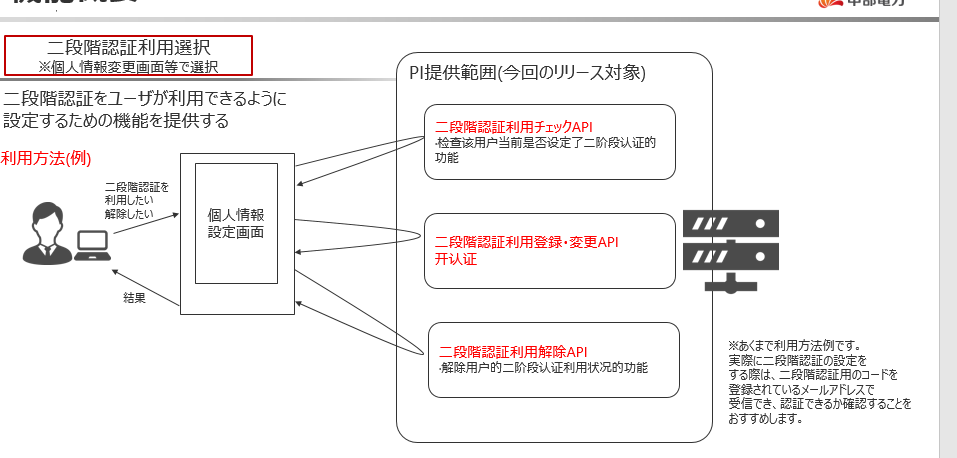 機能概要
中部電力
二段階認証利用選択
※個人情報変更画面等で選択
二段階認証をユーザが利用できるように
設定するための機能を提供する
利用方法(例)
二段階認証を
利用したい
解除したい
結果
個人情報
設定画面
PI提供範囲(今回のリリース対象)
二段階認証利用チェックAPI
·检查该用户当前是否设定了二阶段认证的
功能
二段階認証利用登録・変更API
开认证
二段階認証利用解除API
·解除用户的二阶段认证利用状况的功能
※あくまで利用方法例です。
実際に二段階認証の設定を
する際は、二段階認証用のコードを
登録されているメールアドレスで
受信でき、認証できるか確認することを
おすすめします。